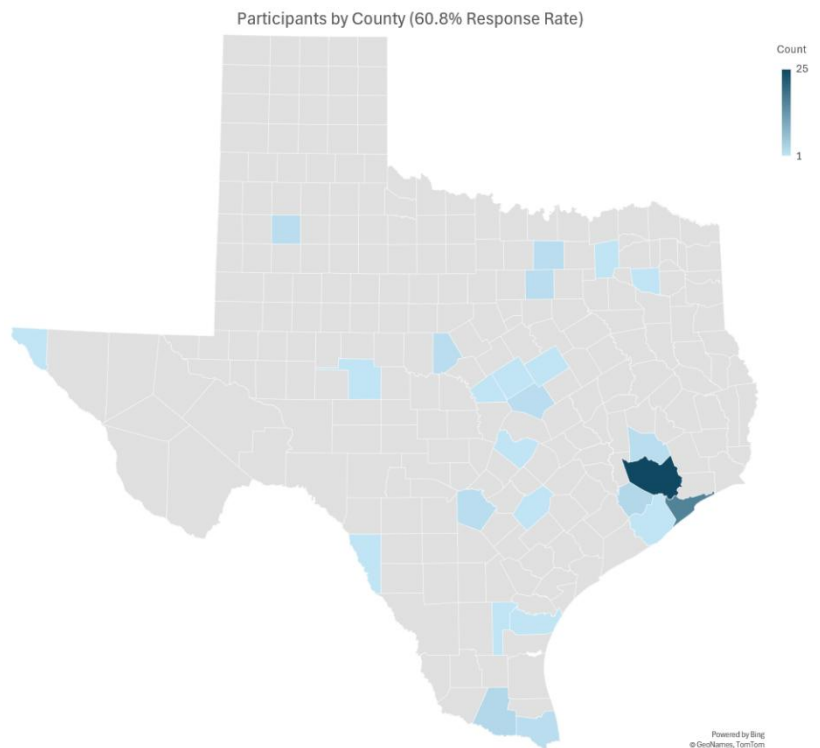 Participants by County (60.8% Response Rate)
Count
25
1
Powered by Bing
© GeoNames, TomTom